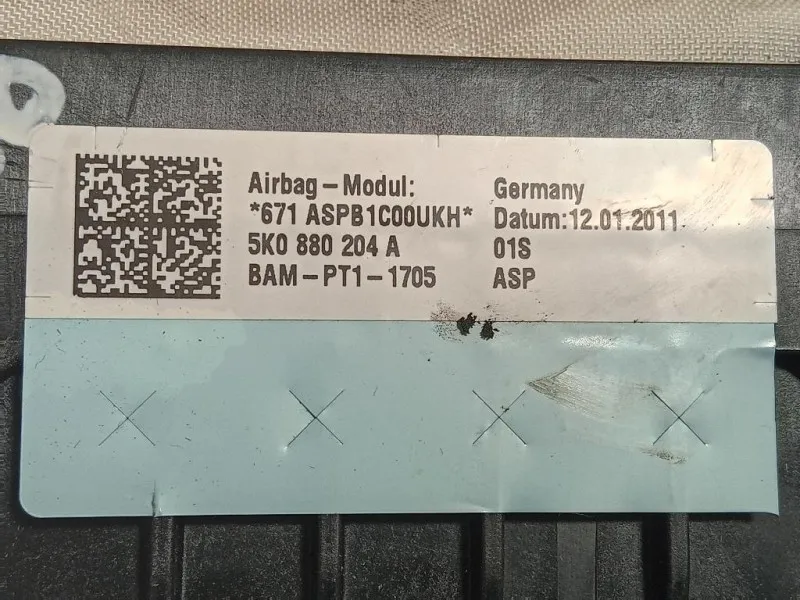 Airbag-Modul:
*671 ASPB1C00UKH*
5K0 880 204 A
BAM-PT1-1705
Germany
Datum:12.01.2011
01S
ASP